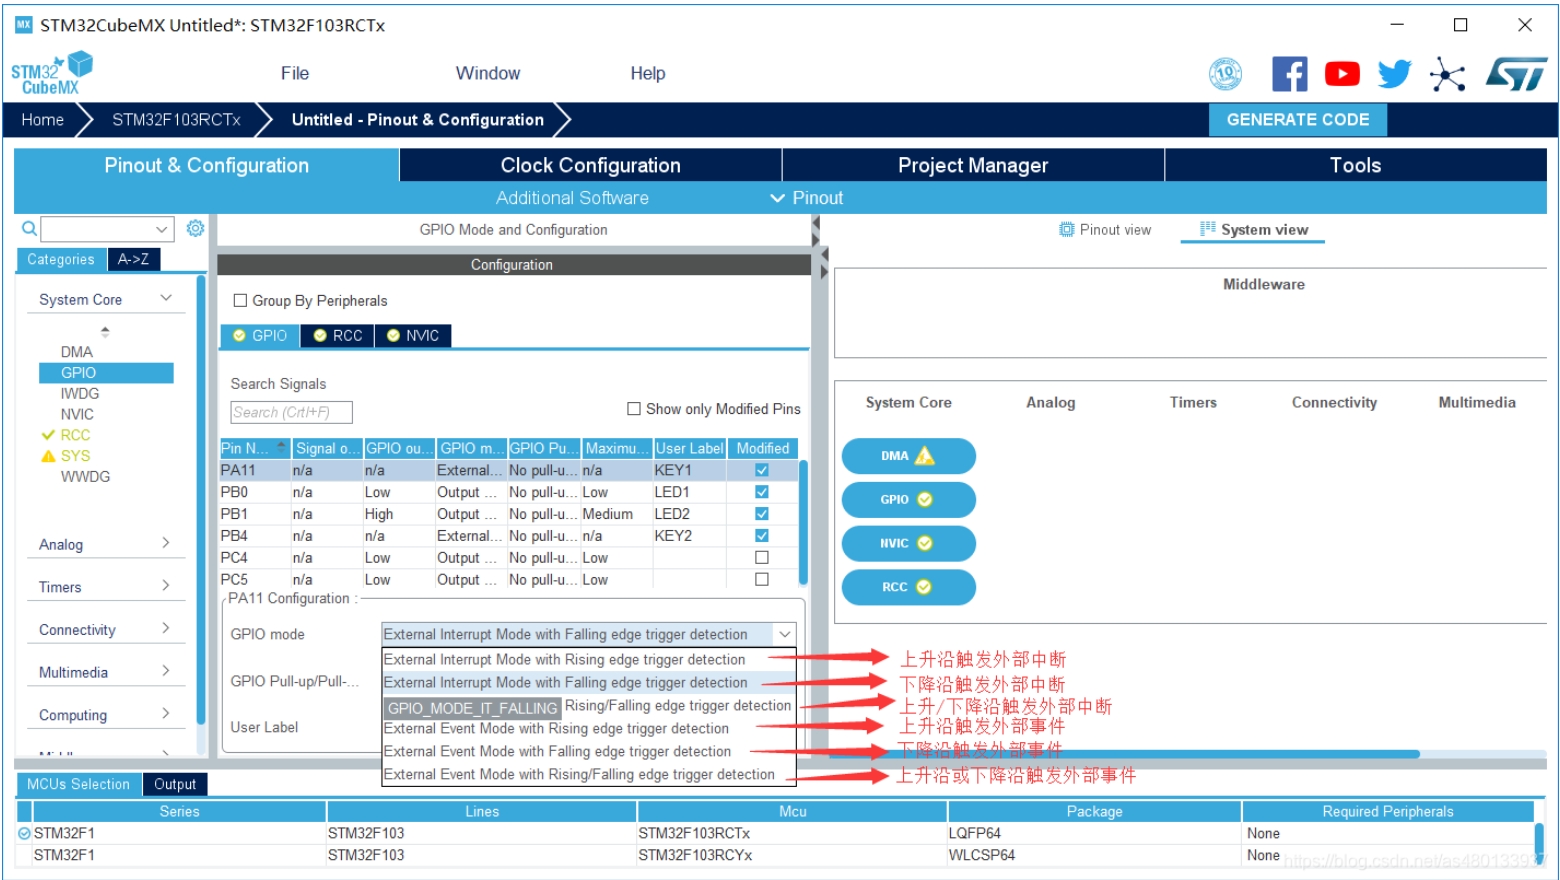 MX STM32CubeMX Untitled*: STM32F103RCTx
STM32 CubeMX
File Window Help
10
Home STM32F103RCTx Untitled - Pinout & Configuration GENERATE CODE
Pinout & Configuration Clock Configuration Project Manager Tools
Additional Software Pinout
GPIO Mode and Configuration
Pinout view System view
Categories A->Z
Configuration
Middleware
System Core
Group By Peripherals
GPIO RCC NVIC
DMA
GPIO
IWDG
NVIC
RCC
SYS
WWDG
Search Signals
Search (Crtl+F)
Show only Modified Pins
System Core Analog Timers Connectivity Multimedia
Pin N... Signal o... GPIO ou... GPIO m... GPIO Pu... Maximu... User Label Modified
PA11 n/a n/a External... No pull-u... n/a KEY1
PB0 n/a Low Output ... No pull-u... Low LED1
PB1 n/a High Output ... No pull-u... Medium LED2
PB4 n/a n/a External... No pull-u... n/a KEY2
PC4 n/a Low Output ... No pull-u... Low
PC5 n/a Low Output ... No pull-u... Low
DMA
GPIO
NVIC
RCC
Analog
Timers
Connectivity
Multimedia
Computing
PA11 Configuration :
GPIO mode
External Interrupt Mode with Falling edge trigger detection
External Interrupt Mode with Rising edge trigger detection 上升沿触发外部中断
GPIO Pull-up/Pull-...
External Interrupt Mode with Falling edge trigger detection 下降沿触发外部中断
GPIO_MODE_IT_FALLING Rising/Falling edge trigger detection 上升/下降沿触发外部中断
User Label
External Event Mode with Rising edge trigger detection 上升沿触发外部事件
External Event Mode with Falling edge trigger detection 下降沿触发外部事件
External Event Mode with Rising/Falling edge trigger detection 上升沿或下降沿触发外部事件
MCUs Selection Output
Series Lines Mcu Package Required Peripherals
STM32F1 STM32F103 STM32F103RCTx LQFP64 None
STM32F1 STM32F103 STM32F103RCYx WLCSP64 None